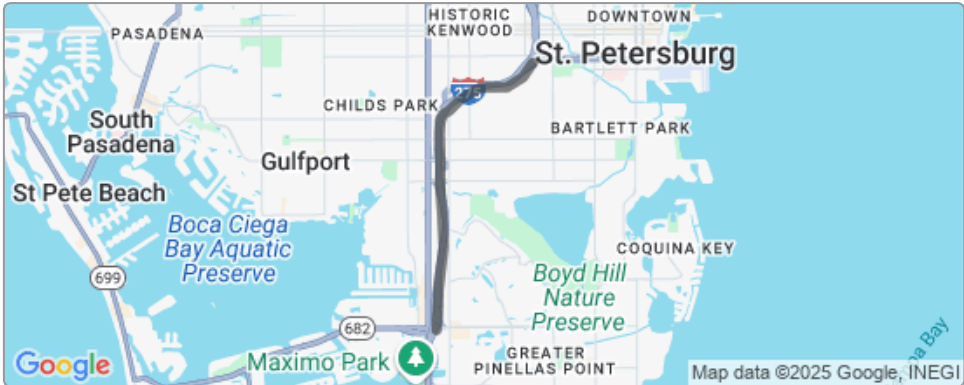 HISTORIC
KENWOOD
DOWNTOWN
PASADENA
St. Petersburg
275
CHILDS PARK
South
Pasadena
BARTLETT PARK
Gulfport
St Pete Beach
Boca Ciega
Bay Aquatic
Preserve
COQUINA KEY
699
Boyd Hill
Nature
Preserve
682
Google
Maximo Park
GREATER
PINELLAS POINT
pa Bay
Map data ©2025 Google, INEGI